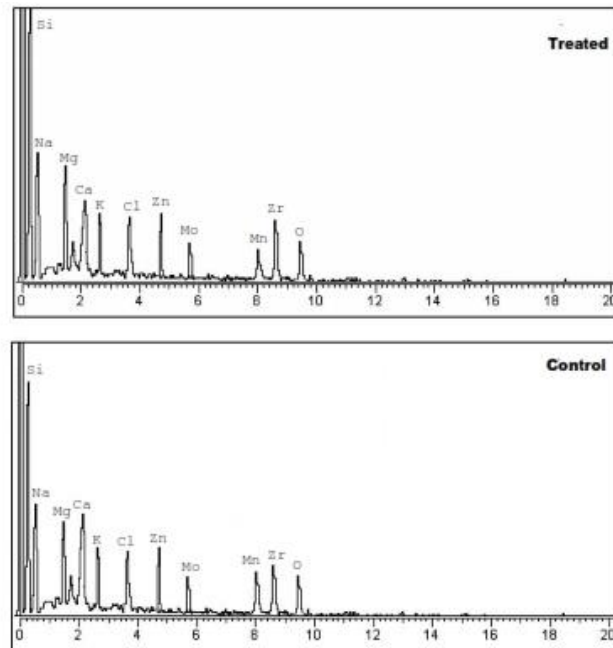 Si
Treated
Na
Mg
Ca
K
Cl
Zn
Mo
Mn
Zr
O
0 2 4 6 8 10 12 14 16 18 20
Control
Si
Na
Mg
Ca
K
Cl
Zn
Mo
Mn
Zr
O
0 2 4 6 8 10 12 14 16 18 20